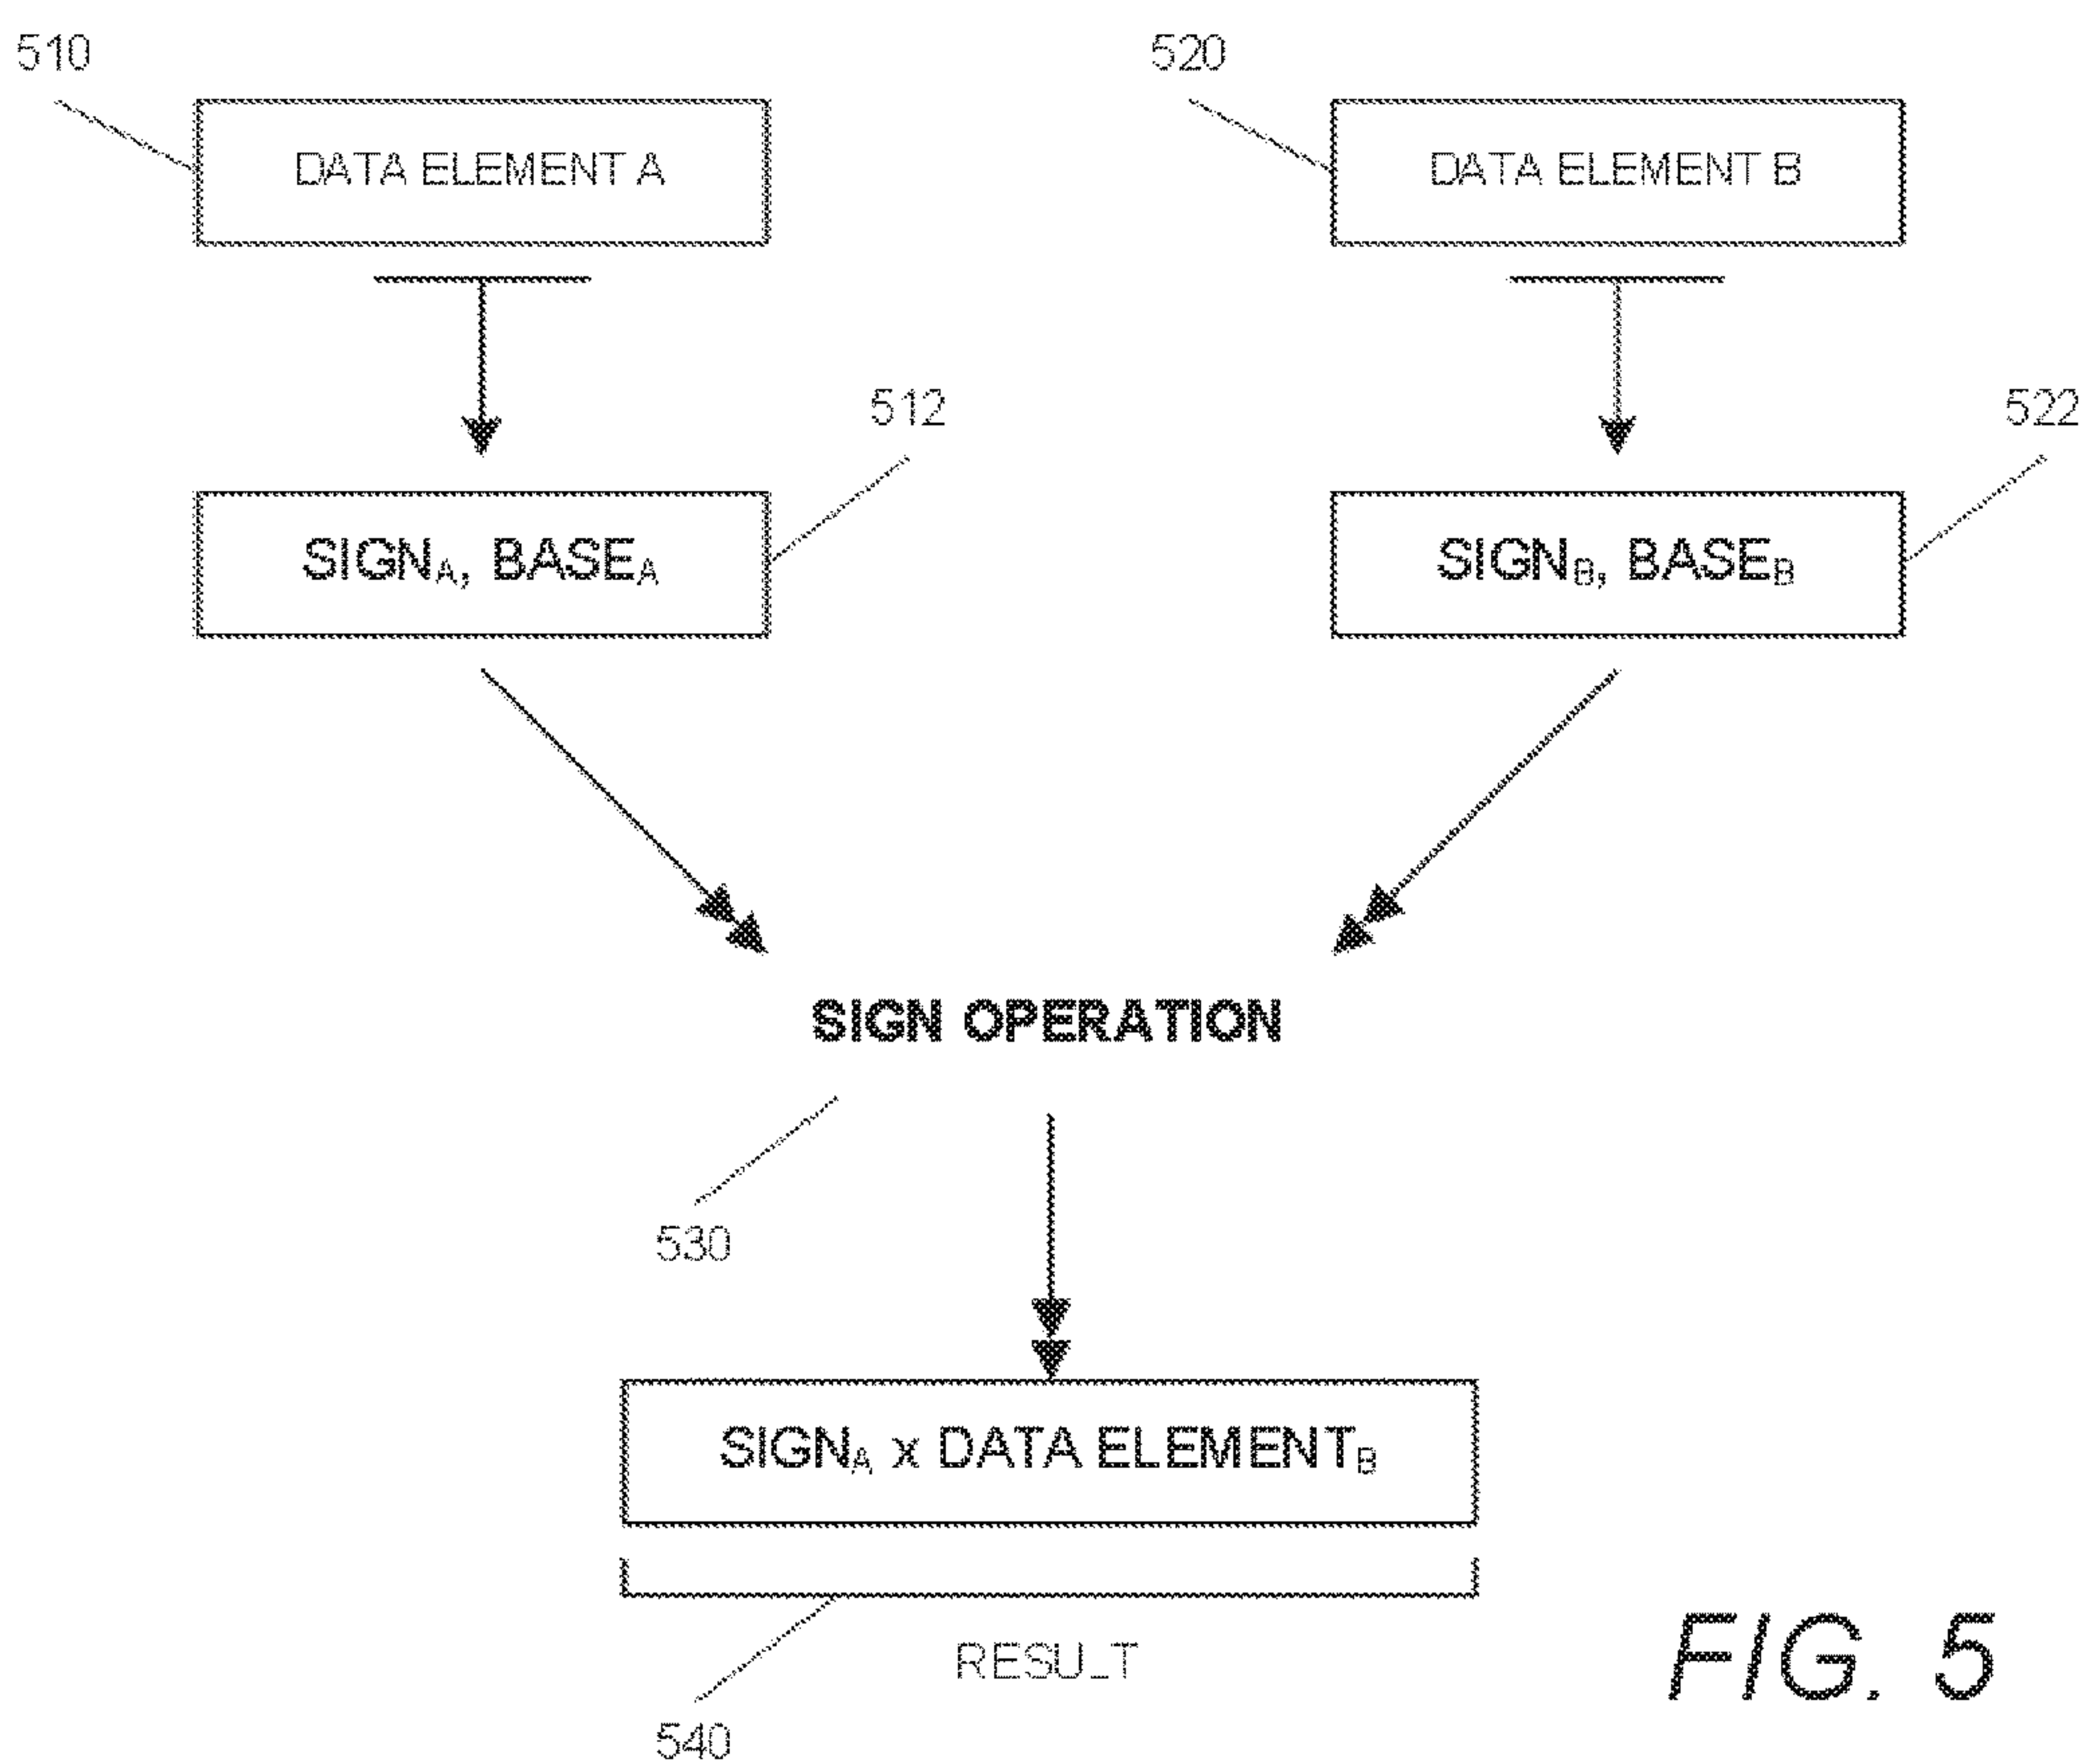 510
520
DATA ELEMENT A
DATA ELEMENT B
512
522
SIGNA, BASEA
SIGNB, BASEB
SIGN OPERATION
530
SIGNA x DATA ELEMENTB
RESULT
FIG. 5
540